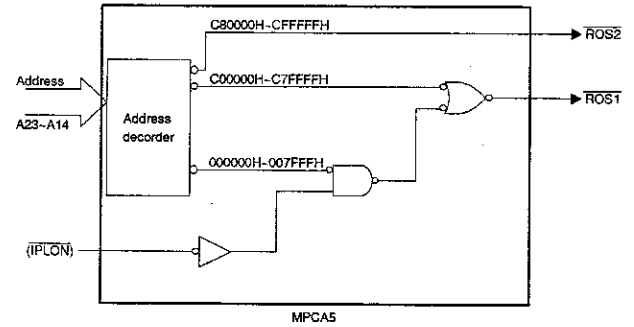 C80000H~CFFFFFH
ROS2
Address
C00000H~C7FFFFH
Address
decorder
ROS1
A23~A14
000000H~007FFFH
(IPLON)
MPCA5